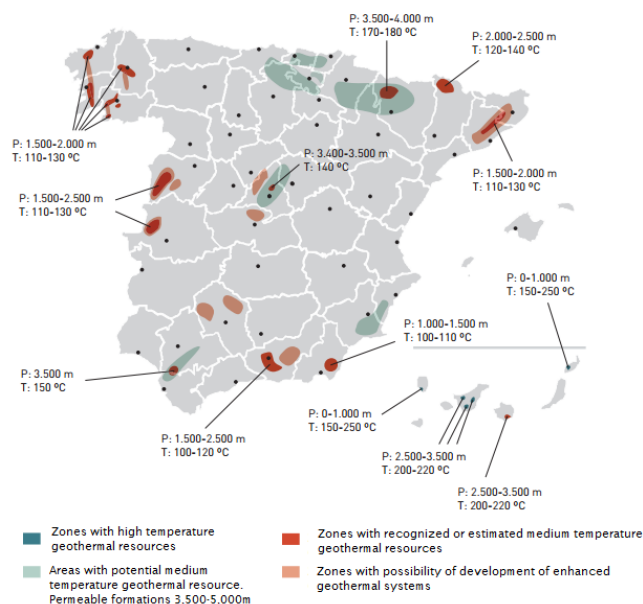 P: 3.500-4.000 m
T: 170-180 ºC
P: 2.000-2.500 m
T: 120-140 ºC
P: 1.500-2.000 m
T: 110-130 ºC
P: 3.400-3.500 m
T: 140 ºC
P: 1.500-2.000 m
T: 110-130 ºC
P: 1.500-2.500 m
T: 110-130 ºC
P: 0-1.000 m
T: 150-250 ºC
P: 1.000-1.500 m
T: 100-110 ºC
P: 3.500 m
T: 150 ºC
P: 0-1.000 m
T: 150-250 ºC
P: 1.500-2.500 m
T: 100-120 ºC
P: 2.500-3.500 m
T: 200-220 ºC
P: 2.500-3.500 m
T: 200-220 ºC
Zones with high temperature
geothermal resources
Areas with potential medium
temperature geothermal resource.
Permeable formations 3.500-5.000m
Zones with recognized or estimated medium temperature
geothermal resources
Zones with possibility of development of enhanced
geothermal systems